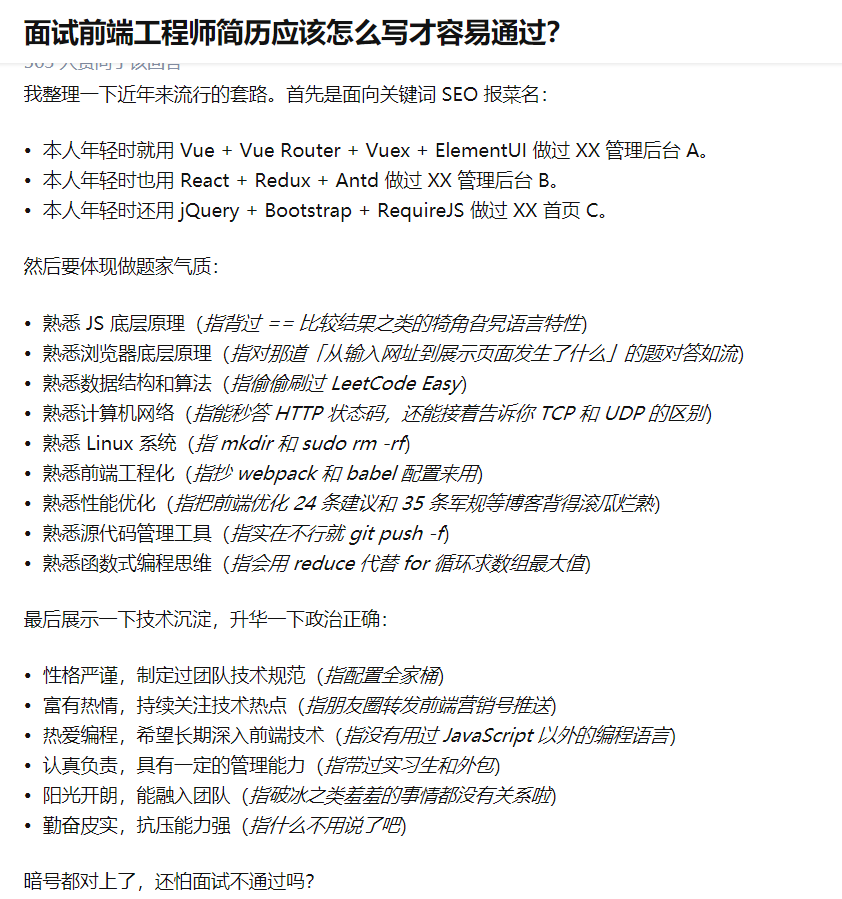 面试前端工程师简历应该怎么写才容易通过?
我整理一下近年来流行的套路。首先是面向关键词 SEO 报菜名：
• 本人年轻时就用 Vue + Vue Router + Vuex + ElementUI 做过 XX 管理后台 A。
• 本人年轻时也用 React + Redux + Antd 做过 XX 管理后台 B。
• 本人年轻时还用 jQuery + Bootstrap + RequireJS 做过 XX 首页 C。
然后要体现做题家气质：
• 熟悉 JS 底层原理（指背过 == 比较结果之类的犄角旮旯语言特性）
• 熟悉浏览器底层原理（指对那道「从输入网址到展示页面发生了什么」的题对答如流）
• 熟悉数据结构和算法（指偷偷刷过 LeetCode Easy）
• 熟悉计算机网络（指能秒答 HTTP 状态码，还能接着告诉你 TCP 和 UDP 的区别）
• 熟悉 Linux 系统（指 mkdir 和 sudo rm -rf）
• 熟悉前端工程化（指抄 webpack 和 babel 配置来用）
• 熟悉性能优化（指把前端优化 24 条建议和 35 条军规等博客背得滚瓜烂熟）
• 熟悉源代码管理工具（指实在不行就 git push -f）
• 熟悉函数式编程思维（指会用 reduce 代替 for 循环求数组最大值）
最后展示一下技术沉淀，升华一下政治正确：
• 性格严谨，制定过团队技术规范（指配置全家桶）
• 富有热情，持续关注技术热点（指朋友圈转发前端营销号推送）
• 热爱编程，希望长期深入前端技术（指没有用过 JavaScript 以外的编程语言）
• 认真负责，具有一定的管理能力（指带过实习生和外包）
• 阳光开朗，能融入团队（指破冰之类羞羞的事情都没有关系啦）
• 勤奋皮实，抗压能力强（指什么不用说了吧）
暗号都对上了，还怕面试不通过吗?